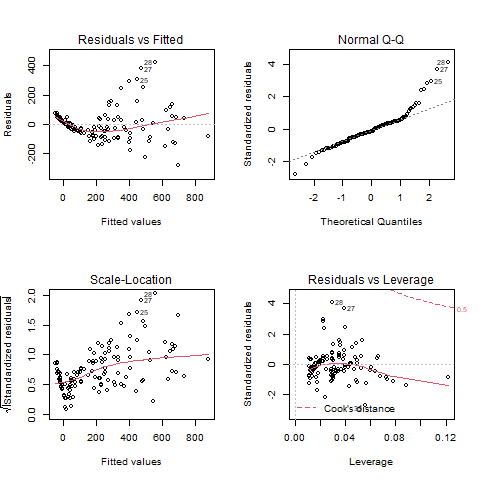 Residuals vs Fitted
Residuals
-200 0 200 400
28
27
25
0 200 400 600 800
Fitted values
Normal Q-Q
Standardized residuals
-2 0 2 4
28
27
25
-2 -1 0 1 2
Theoretical Quantiles
Scale-Location
√|Standardized residuals|
0.0 0.5 1.0 1.5 2.0
28
27
25
0 200 400 600 800
Fitted values
Residuals vs Leverage
Standardized residuals
-2 0 2 4
28
27
0.5
Cook's distance
0.00 0.04 0.08 0.12
Leverage